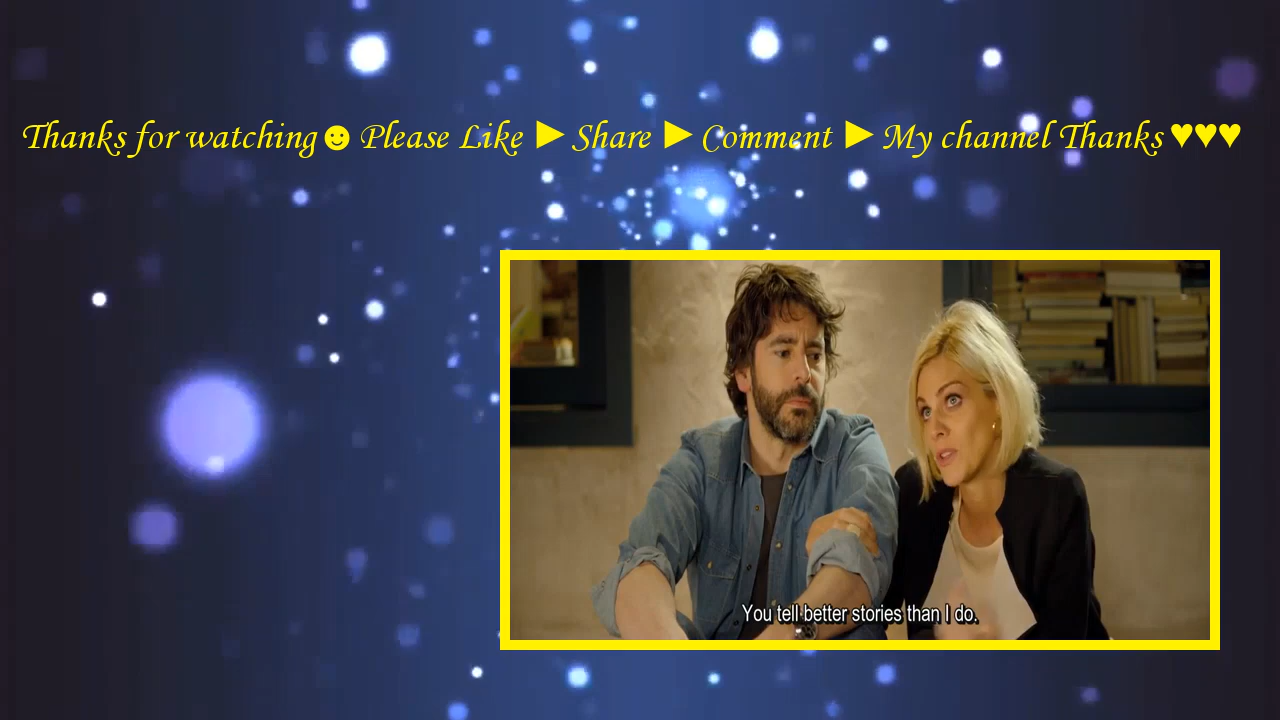 Thanks for watching☻Please Like ► Share ► Comment ► My channel Thanks ♥♥♥
You tell better stories than I do.